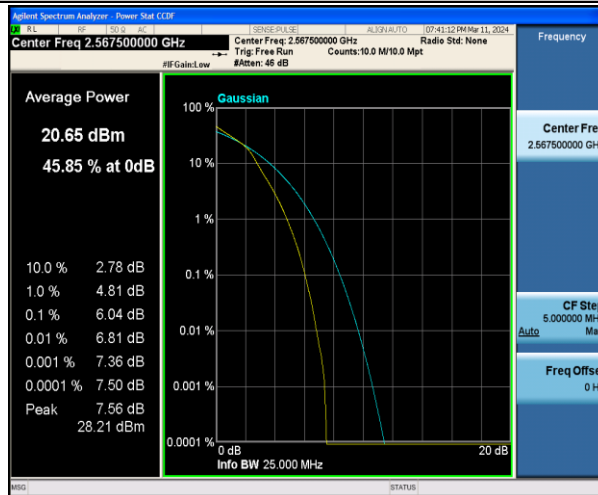 Agilent Spectrum Analyzer - Power Stat CCDF
RL RF 50 Ω AC SENSE:PULSE ALIGNAUTO 07:41:12 PM Mar 11, 2024
Center Freq 2.567500000 GHz
Center Freq: 2.567500000 GHz Radio Std: None
Trig: Free Run Counts:10.0 M/10.0 Mpt
#IFGain:Low #Atten: 46 dB
Frequency
Average Power
20.65 dBm
45.85 % at 0dB
10.0 % 2.78 dB
1.0 % 4.81 dB
0.1 % 6.04 dB
0.01 % 6.81 dB
0.001 % 7.36 dB
0.0001 % 7.50 dB
Peak 7.56 dB
28.21 dBm
Gaussian
100 %
10 %
1 %
0.1 %
0.01 %
0.001 %
0.0001 %
0 dB 20 dB
Info BW 25.000 MHz
Center Fre
2.567500000 GH
CF Ste
5.000000 MH
Auto Ma
Freq Offse
0 H
MSG STATUS